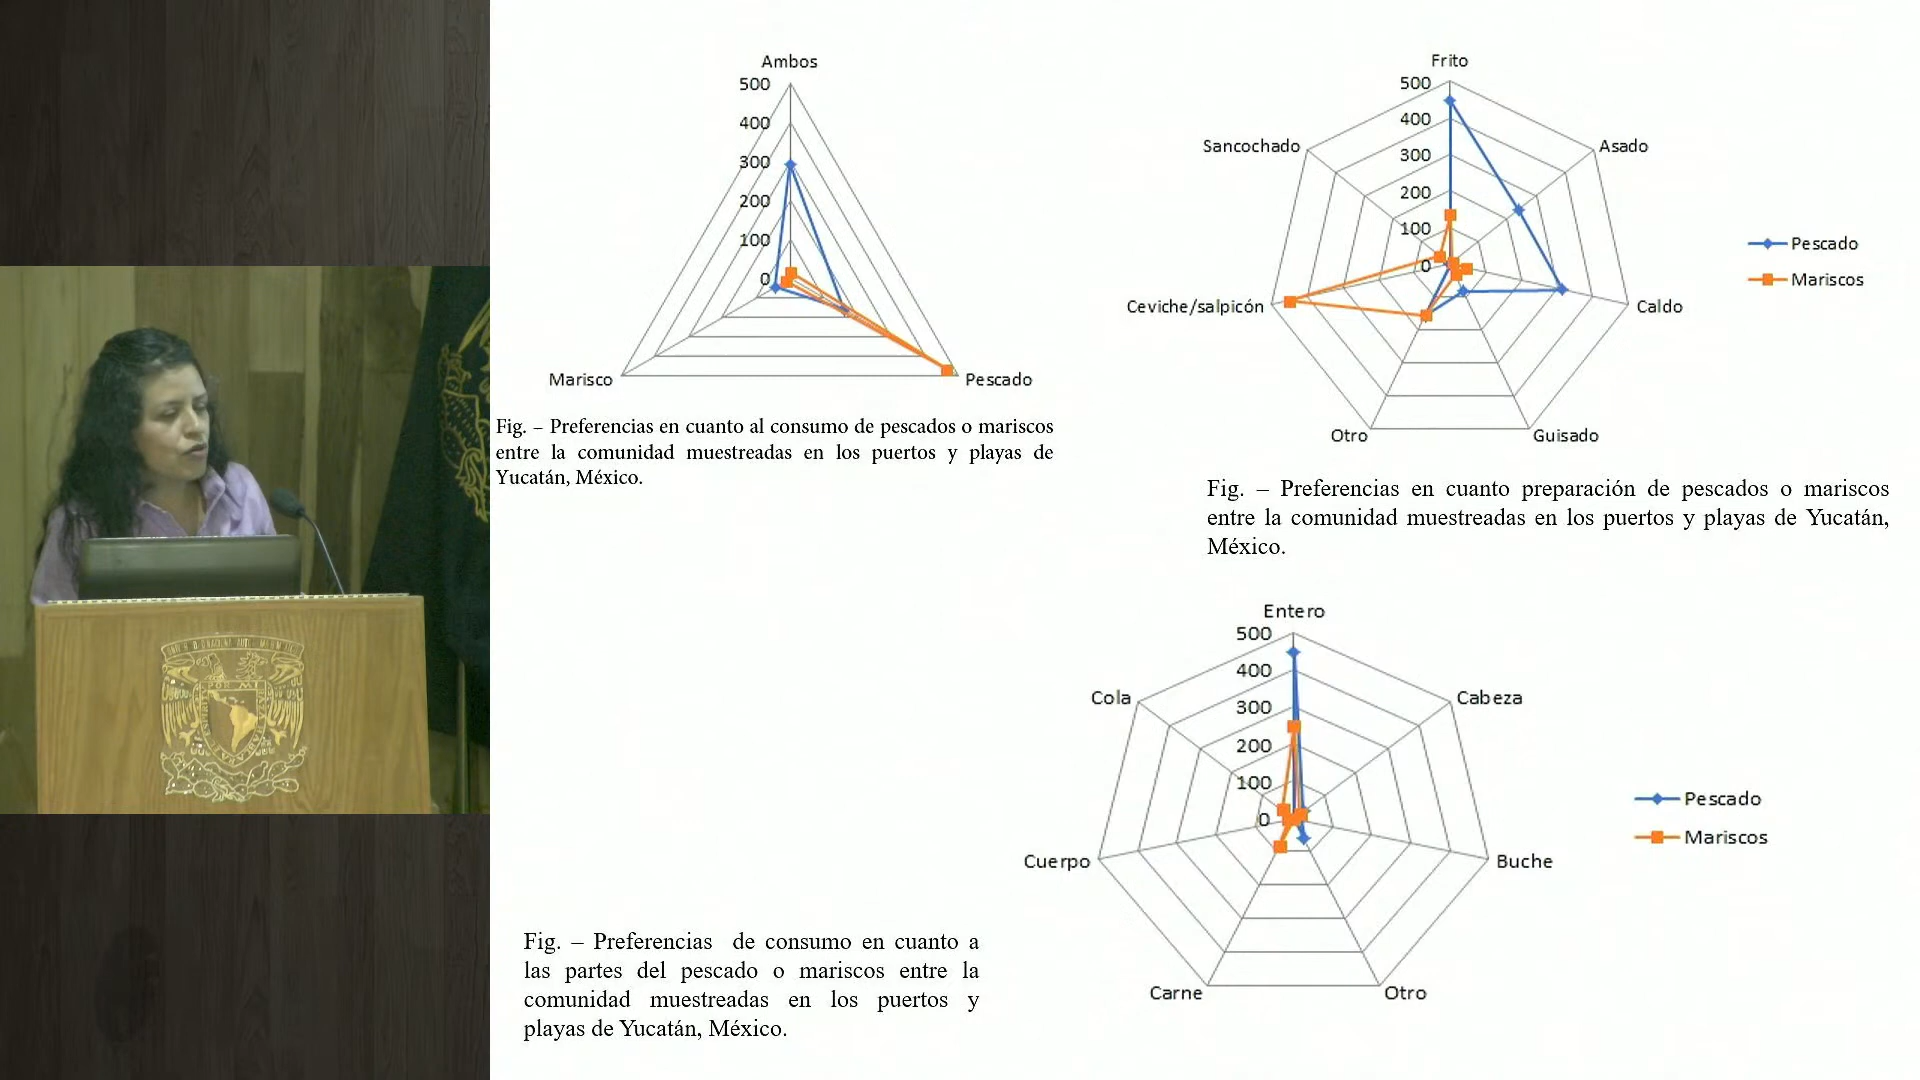 Ambos
500
400
300
200
100
0
Marisco
Pescado
Fig. – Preferencias en cuanto al consumo de pescados o mariscos
entre la comunidad muestreadas en los puertos y playas de
Yucatán, México.
Frito
500
400
300
200
100
0
Sancochado
Asado
Ceviche/salpicón
Caldo
Otro
Guisado
Pescado
Mariscos
Fig. – Preferencias en cuanto preparación de pescados o mariscos
entre la comunidad muestreadas en los puertos y playas de Yucatán,
México.
Entero
500
400
300
200
100
0
Cola
Cabeza
Cuerpo
Buche
Carne
Otro
Pescado
Mariscos
Fig. – Preferencias de consumo en cuanto a
las partes del pescado o mariscos entre la
comunidad muestreadas en los puertos y
playas de Yucatán, México.
POR MI